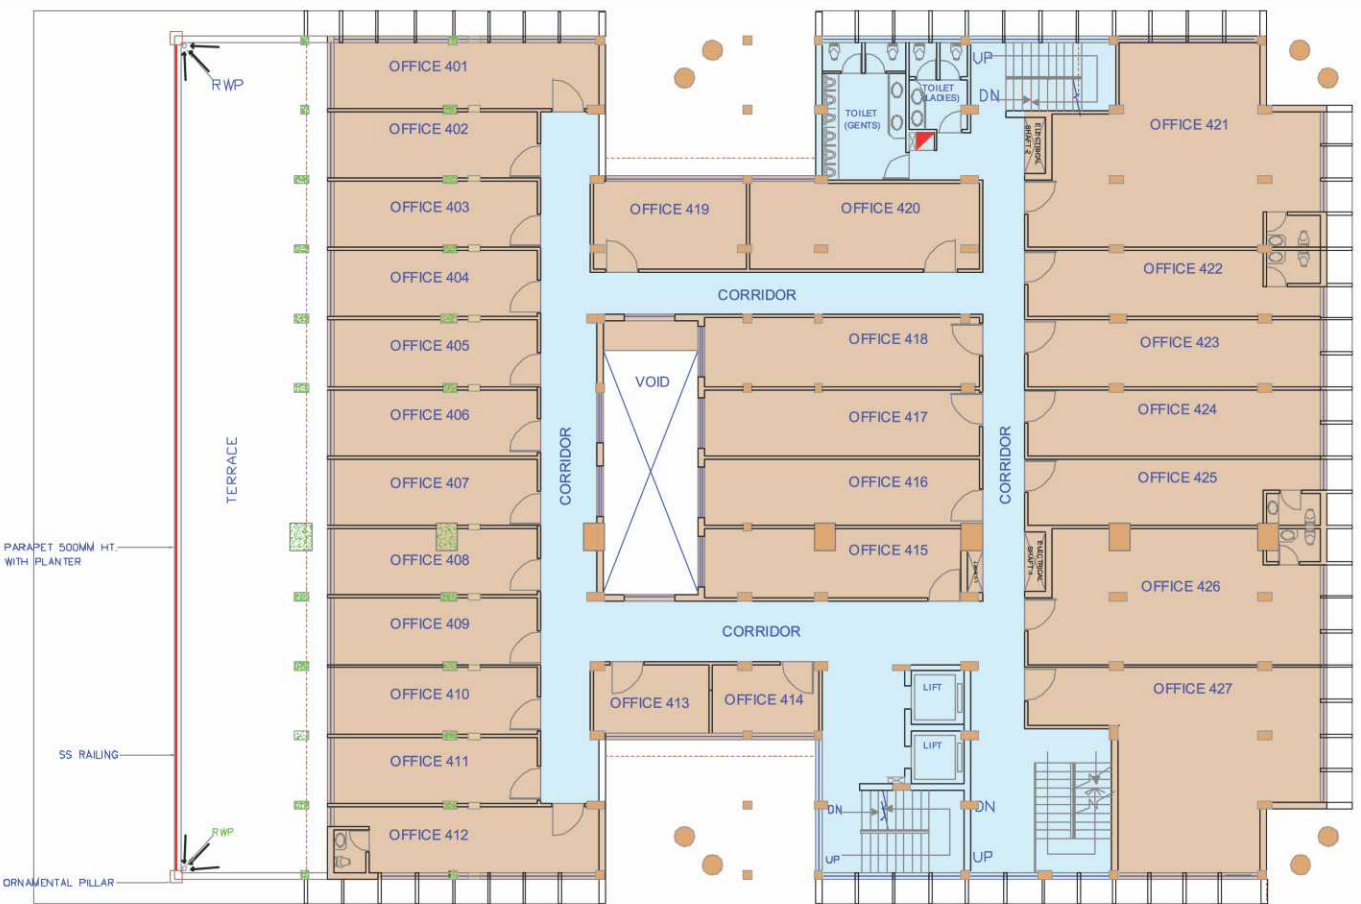 OFFICE 401
RWP
OFFICE 402
OFFICE 403
OFFICE 404
OFFICE 405
OFFICE 406
OFFICE 407
OFFICE 408
OFFICE 409
OFFICE 410
OFFICE 411
OFFICE 412
TERRACE
PARAPET 500MM HT.
WITH PLANTER
SS RAILING
RWP
ORNAMENTAL PILLAR
CORRIDOR
OFFICE 419
OFFICE 420
CORRIDOR
VOID
OFFICE 418
OFFICE 417
OFFICE 416
OFFICE 415
CORRIDOR
OFFICE 413
OFFICE 414
LIFT
LIFT
DN
UP
DN
UP
TOILET
(GENTS)
TOILET
(LADIES)
UP
DN
ELECTRICAL
SHAFT-2
CORRIDOR
ELECTRICAL
OFFICE 421
OFFICE 422
OFFICE 423
OFFICE 424
OFFICE 425
OFFICE 426
OFFICE 427